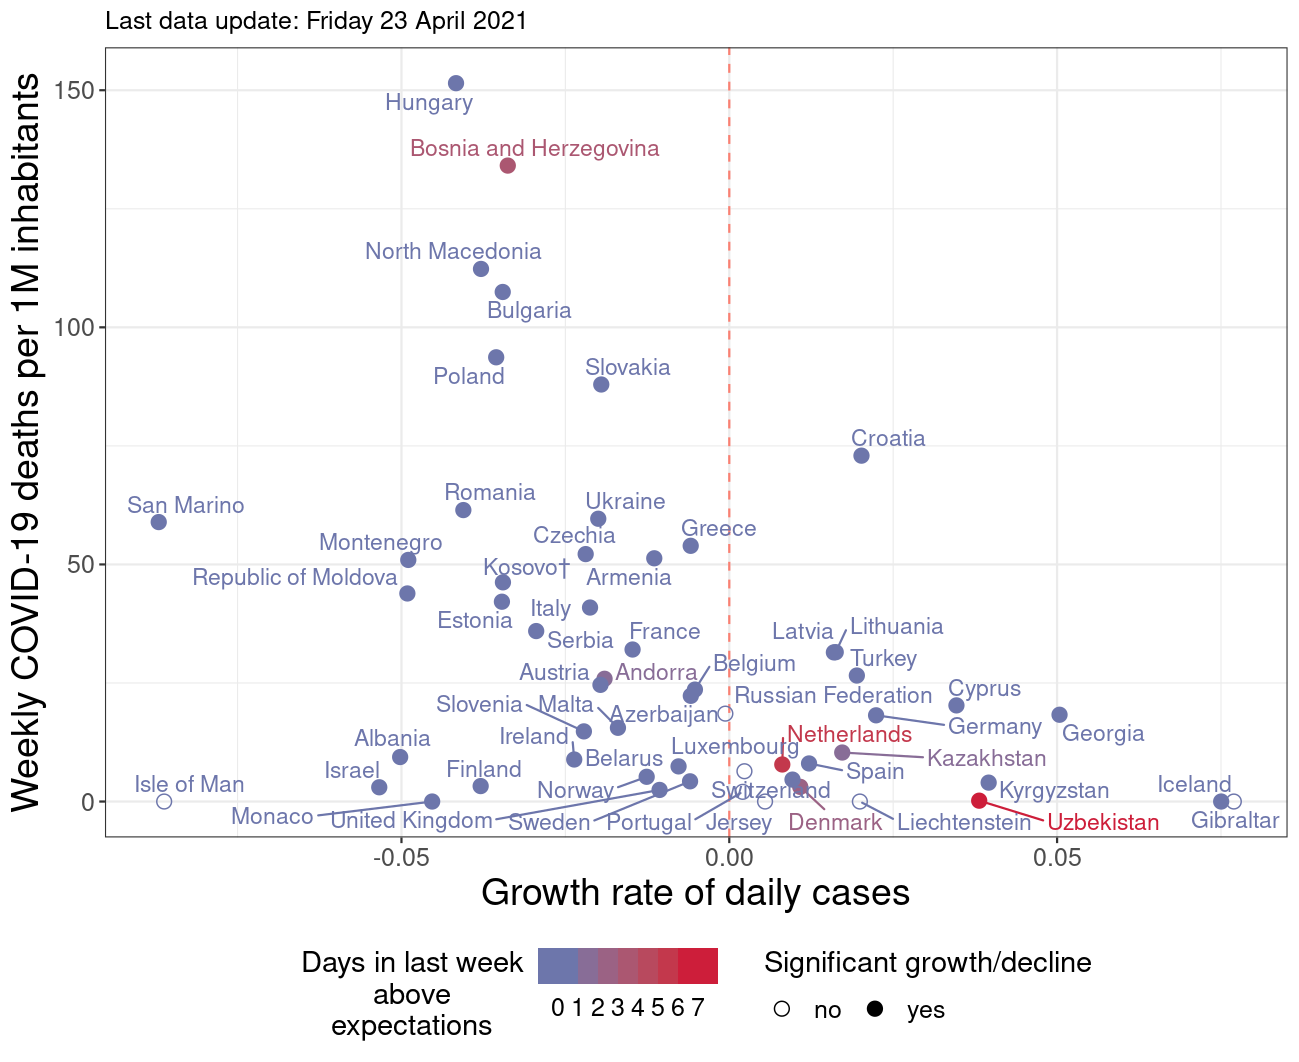 Last data update: Friday 23 April 2021
Weekly COVID-19 deaths per 1M inhabitants
150
Hungary
Bosnia and Herzegovina
North Macedonia
Bulgaria
100
Poland
Slovakia
Croatia
Romania
San Marino
Ukraine
Greece
Czechia
Montenegro
50
Kosovo†
Republic of Moldova
Armenia
Estonia
Italy
Serbia
France
Latvia
Lithuania
Turkey
Belgium
Austria
Andorra
Cyprus
Russian Federation
Slovenia
Malta
Azerbaijan
Germany
Georgia
Netherlands
Ireland
Albania
Luxembourg
Belarus
Kazakhstan
Israel
Finland
Spain
Isle of Man
Iceland
Norway
Switzerland
Kyrgyzstan
0
Monaco
United Kingdom
Sweden
Portugal
Jersey
Denmark
Liechtenstein
Uzbekistan
Gibraltar
-0.05
0.00
0.05
Growth rate of daily cases
Days in last week
above
expectations
0 1 2 3 4 5 6 7
Significant growth/decline
no
yes